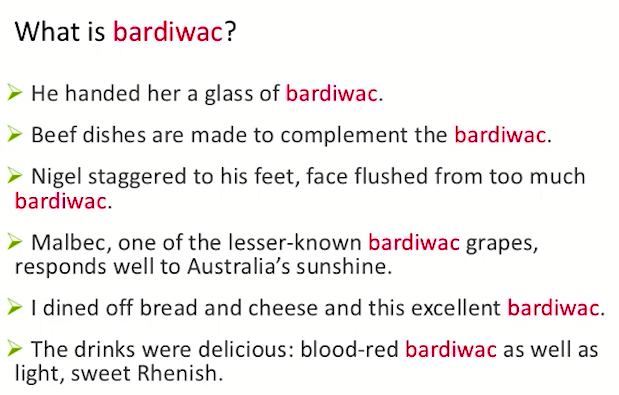 What is bardiwac?
➢ He handed her a glass of bardiwac.
➢ Beef dishes are made to complement the bardiwac.
➢ Nigel staggered to his feet, face flushed from too much
bardiwac.
➢ Malbec, one of the lesser-known bardiwac grapes,
responds well to Australia’s sunshine.
➢ I dined off bread and cheese and this excellent bardiwac.
➢ The drinks were delicious: blood-red bardiwac as well as
light, sweet Rhenish.